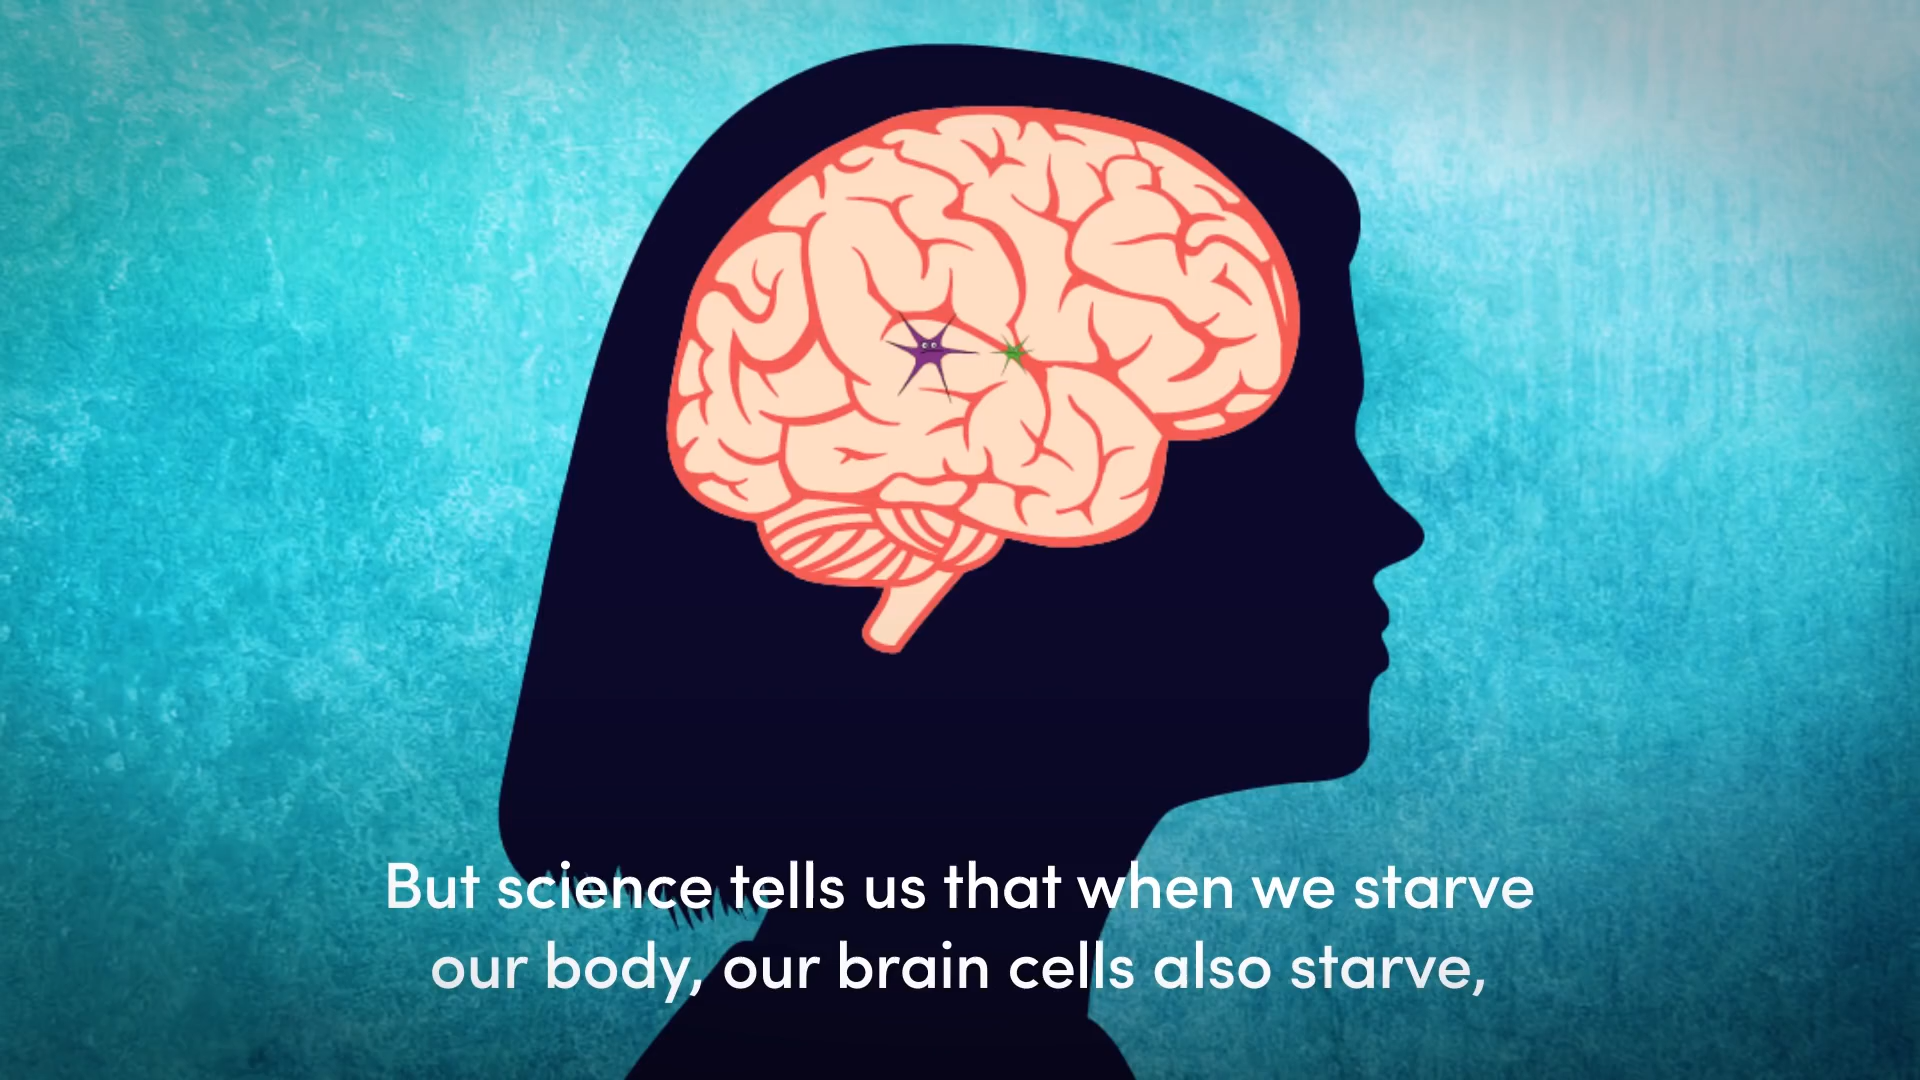 But science tells us that when we starve
our body, our brain cells also starve,